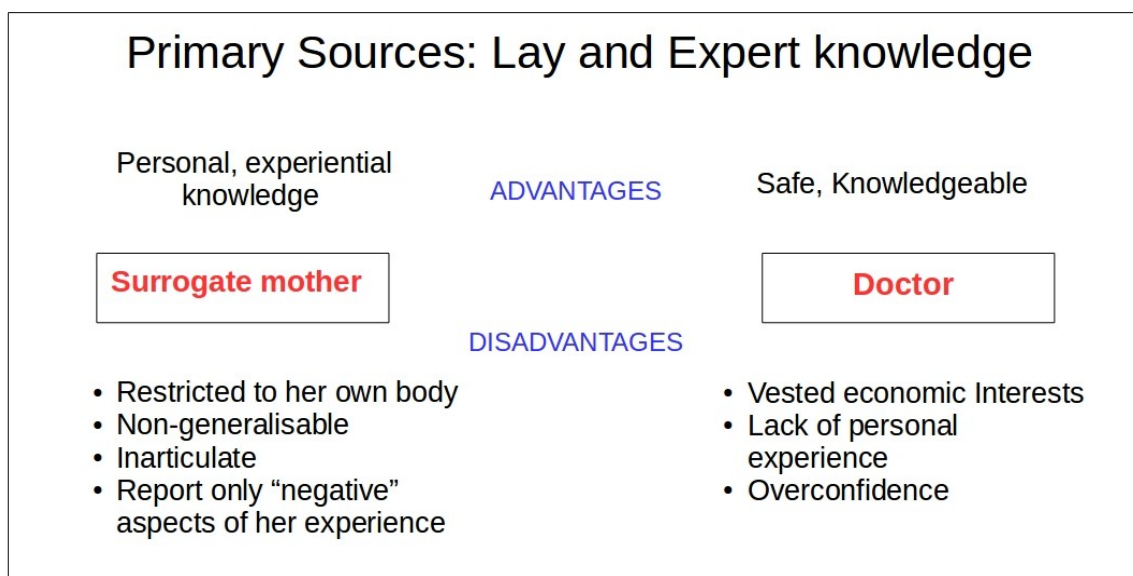 Primary Sources: Lay and Expert knowledge
Personal, experiential
knowledge
ADVANTAGES
Safe, Knowledgeable
Surrogate mother
Doctor
DISADVANTAGES
• Restricted to her own body
• Non-generalisable
• Inarticulate
• Report only “negative”
aspects of her experience
• Vested economic Interests
• Lack of personal
experience
• Overconfidence